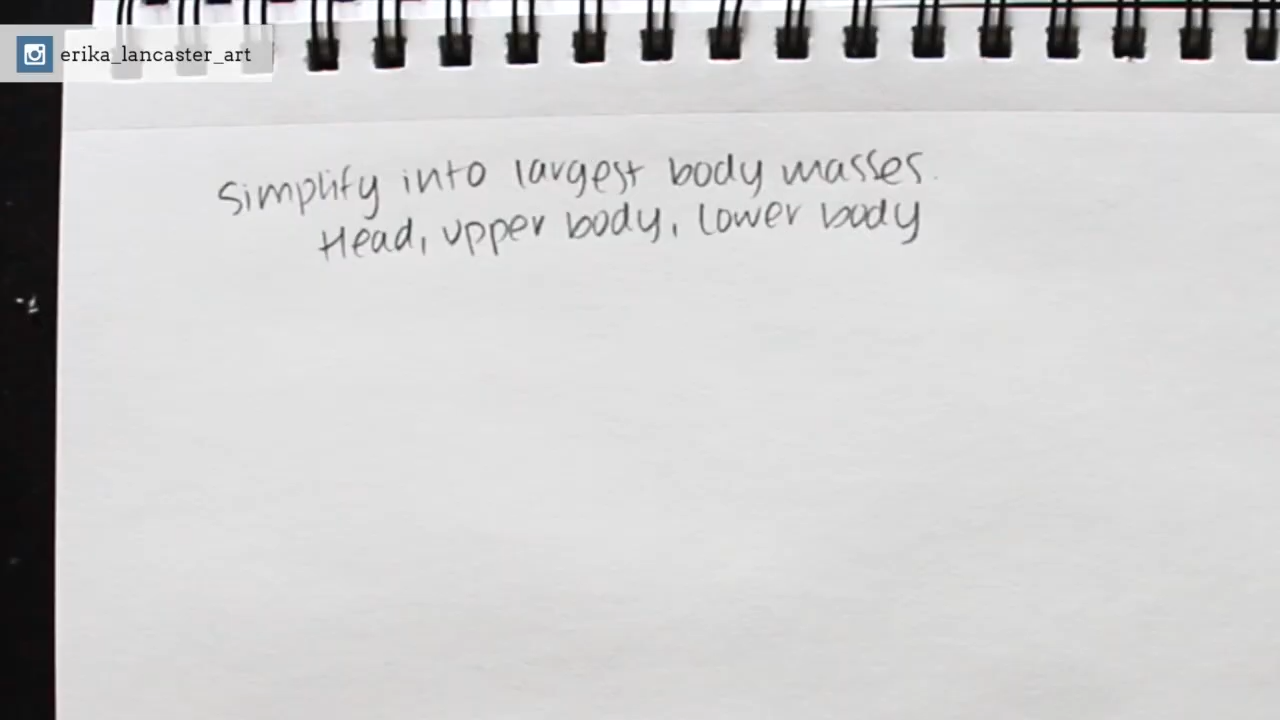 erika_lancaster_art
Simplify into largest body masses.
Head, upper body, lower body